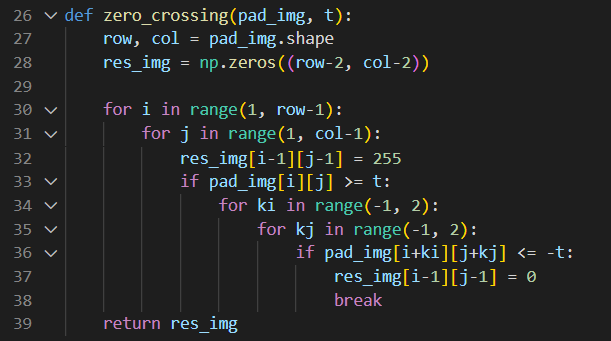 26 def zero_crossing(pad_img, t):
27     row, col = pad_img.shape
28     res_img = np.zeros((row-2, col-2))
29
30     for i in range(1, row-1):
31         for j in range(1, col-1):
32             res_img[i-1][j-1] = 255
33             if pad_img[i][j] >= t:
34                 for ki in range(-1, 2):
35                     for kj in range(-1, 2):
36                         if pad_img[i+ki][j+kj] <= -t:
37                             res_img[i-1][j-1] = 0
38                             break
39     return res_img